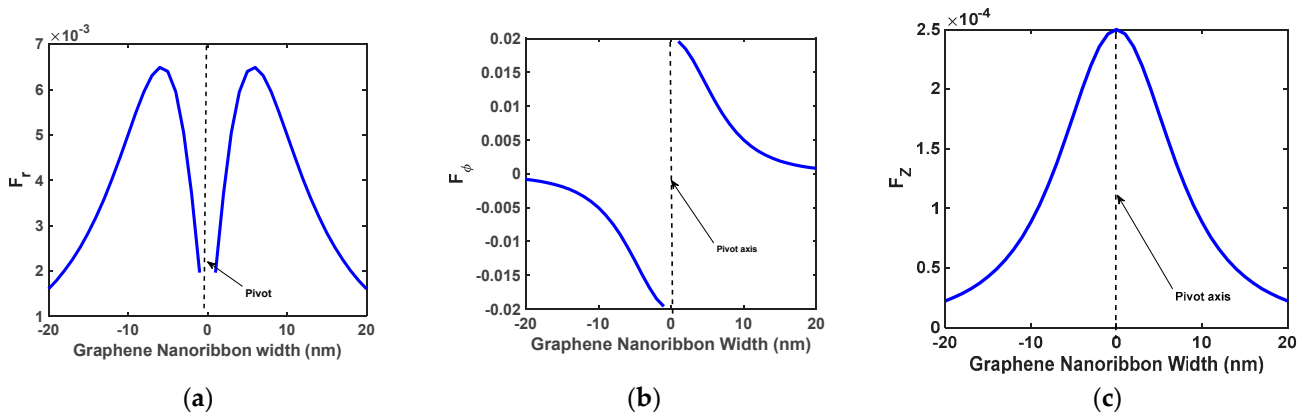 ×10⁻³
7
6
5
4
3
2
1
F_r
-20 -10 0 10 20
Graphene Nanoribbon width (nm)
Pivot
(a)
0.02
0.015
0.01
0.005
0
-0.005
-0.01
-0.015
-0.02
F_ϕ
-20 -10 0 10 20
Graphene Nanoribbon Width (nm)
Pivot axis
(b)
×10⁻⁴
2.5
2
1.5
1
0.5
0
F_Z
-20 -10 0 10 20
Graphene Nanoribbon Width (nm)
Pivot axis
(c)